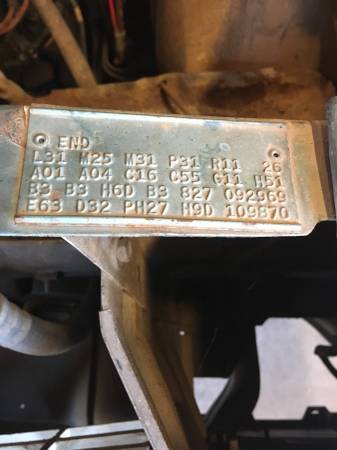 END
L31 M25 M31 P31 R11 26
A01 A04 C16 C55 G11 H51
B3 B3 H6D B3 827 092969
E63 D32 PH27 H9D 109870